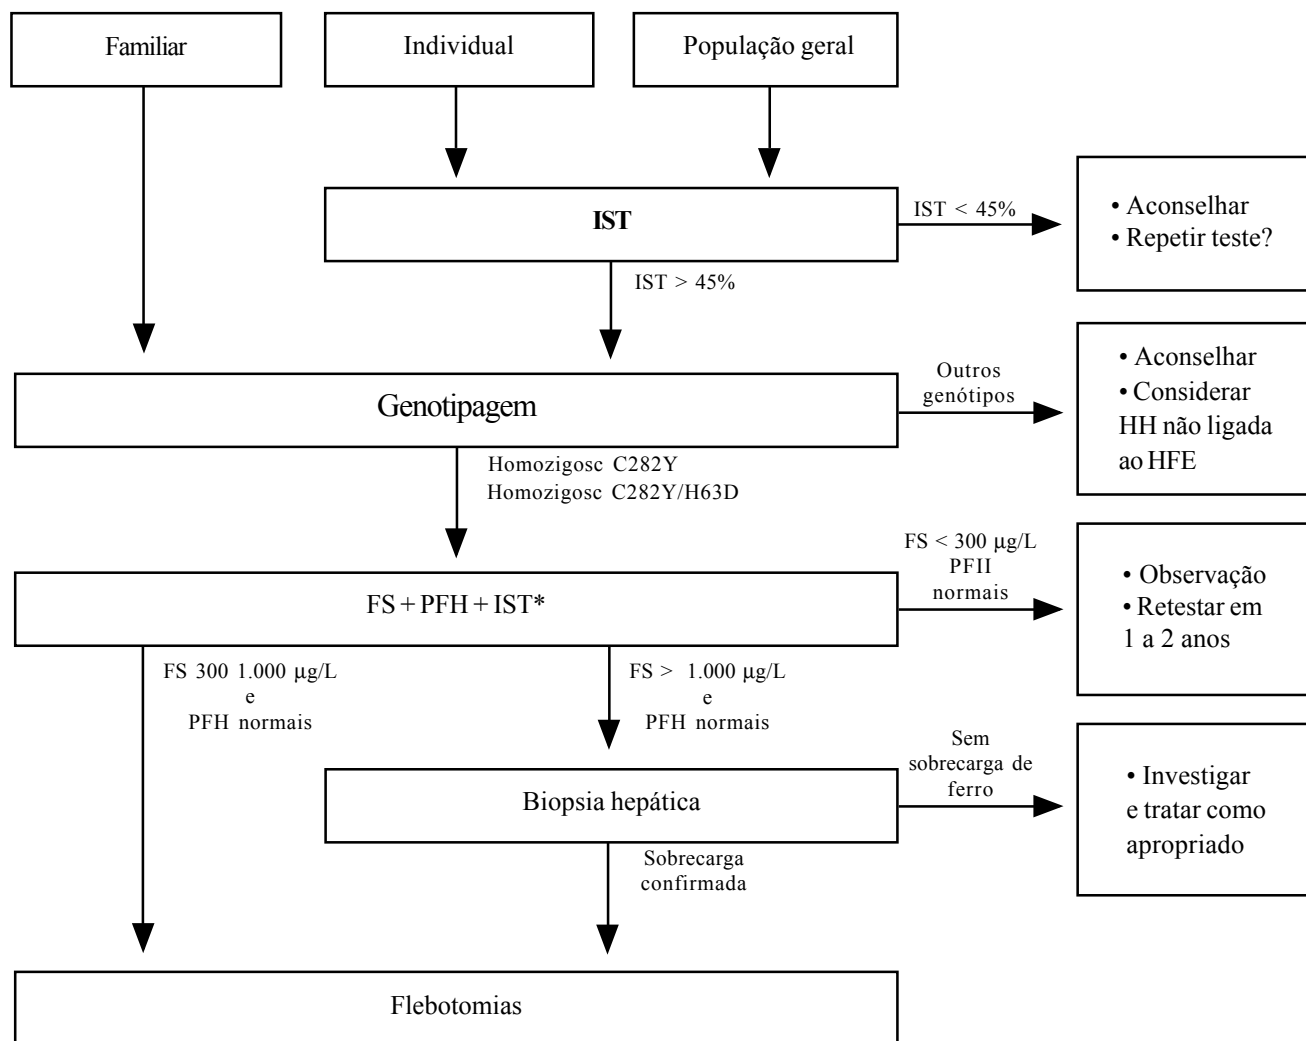 Familiar
Individual
População geral
IST
IST < 45%
• Aconselhar
• Repetir teste?
IST > 45%
Genotipagem
Outros
genótipos
• Aconselhar
• Considerar
HH não ligada
ao HFE
Homozigosc C282Y
Homozigosc C282Y/H63D
FS + PFH + IST*
FS < 300 µg/L
PFII
normais
• Observação
• Retestar em
1 a 2 anos
FS 300 1.000 µg/L
e
PFH normais
FS > 1.000 µg/L
e
PFH normais
Biopsia hepática
Sem
sobrecarga de
ferro
• Investigar
e tratar como
apropriado
Sobrecarga
confirmada
Flebotomias